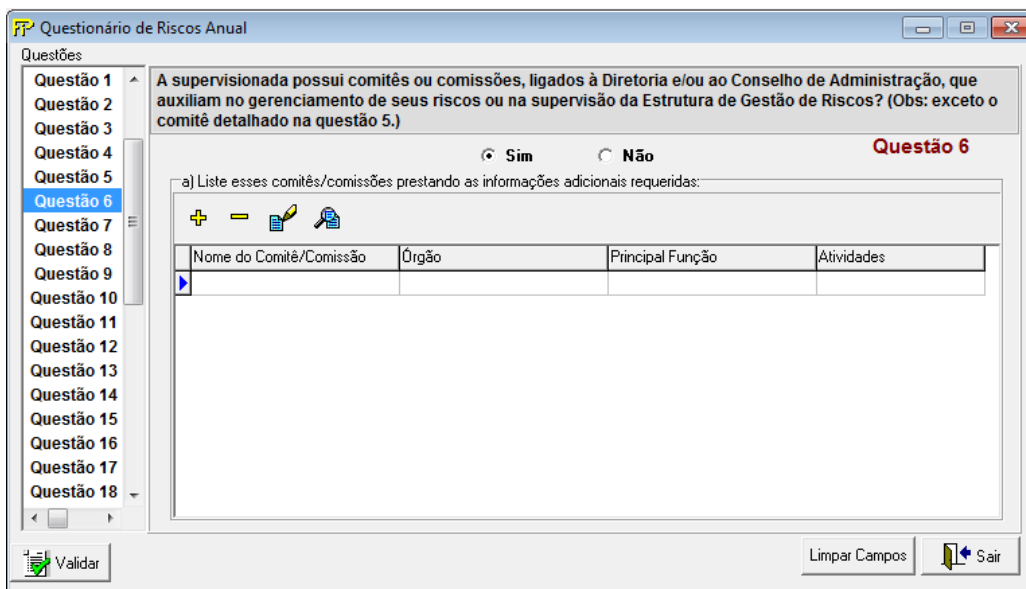 Questionário de Riscos Anual
Questões
Questão 1
Questão 2
Questão 3
Questão 4
Questão 5
Questão 6
Questão 7
Questão 8
Questão 9
Questão 10
Questão 11
Questão 12
Questão 13
Questão 14
Questão 15
Questão 16
Questão 17
Questão 18
A supervisionada possui comitês ou comissões, ligados à Diretoria e/ou ao Conselho de Administração, que
auxiliam no gerenciamento de seus riscos ou na supervisão da Estrutura de Gestão de Riscos? (Obs: exceto o
comitê detalhado na questão 5.)
Questão 6
Sim Não
a) Liste esses comitês/comissões prestando as informações adicionais requeridas:
Nome do Comitê/Comissão Órgão Principal Função Atividades
Validar Limpar Campos Sair